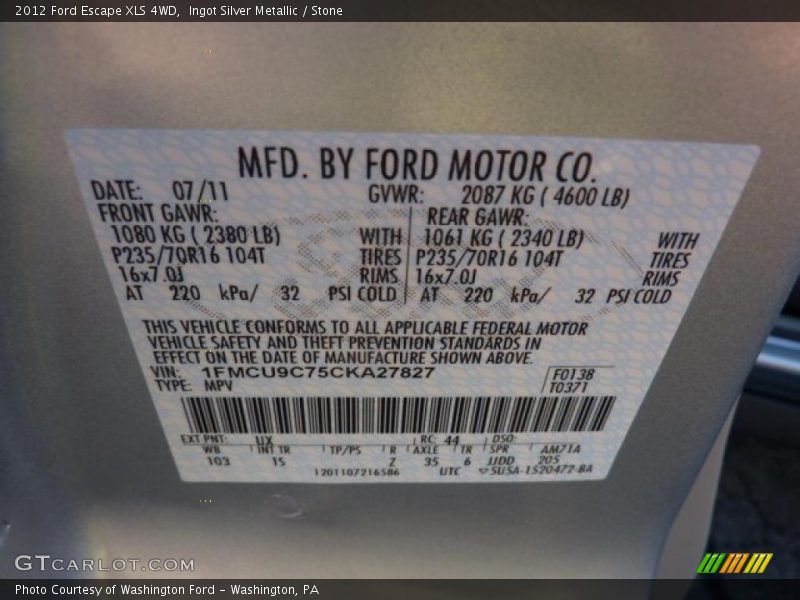 2012 Ford Escape XLS 4WD, Ingot Silver Metallic / Stone
MFD. BY FORD MOTOR CO.
DATE: 07/11 GVWR: 2087 KG ( 4600 LB)
FRONT GAWR: REAR GAWR:
1080 KG ( 2380 LB) WITH 1061 KG ( 2340 LB) WITH
P235/70R16 104T TIRES P235/70R16 104T TIRES
16x7.0J RIMS 16x7.0J RIMS
AT 220 kPa/ 32 PSI COLD AT 220 kPa/ 32 PSI COLD
THIS VEHICLE CONFORMS TO ALL APPLICABLE FEDERAL MOTOR
VEHICLE SAFETY AND THEFT PREVENTION STANDARDS IN
EFFECT ON THE DATE OF MANUFACTURE SHOWN ABOVE.
VIN: 1FMCU9C75CKA27827 F0138
TYPE: MPV T0371
EXT PNT: UX RC: 44 DSO:
WB INT TR TP/PS R AXLE TR SPR AM71A
103 IS Z 35 6 JJDD 205
1201107216586 UTC 5U5A-1520472-BA
GTCARLOT.COM
Photo Courtesy of Washington Ford - Washington, PA